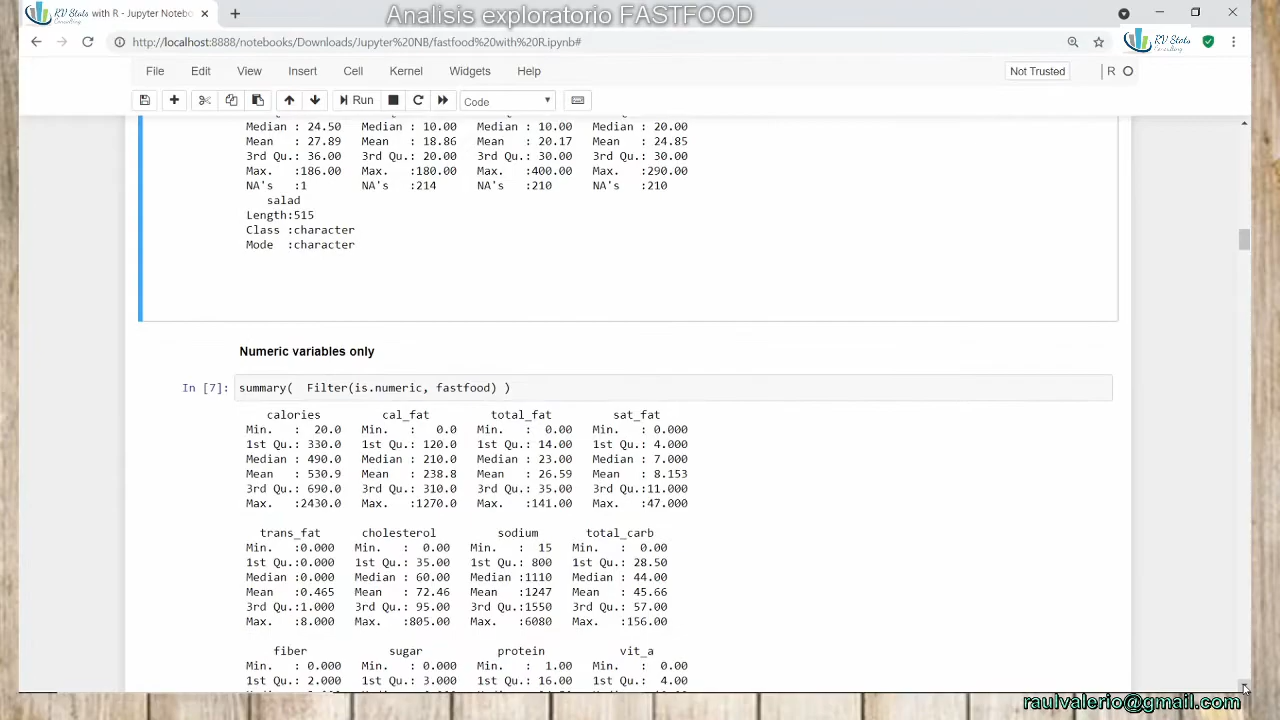 Analisis exploratorio FASTFOOD
with R - Jupyter Notebo
http://localhost:8888/notebooks/Downloads/Jupyter%20NB/fastfood%20with%20R.ipynb#
RV Stats
Consulting
File Edit View Insert Cell Kernel Widgets Help Not Trusted R
Run Code
Median : 24.50 Median : 10.00 Median : 10.00 Median : 20.00
Mean : 27.89 Mean : 18.86 Mean : 20.17 Mean : 24.85
3rd Qu.: 36.00 3rd Qu.: 20.00 3rd Qu.: 30.00 3rd Qu.: 30.00
Max. :186.00 Max. :180.00 Max. :400.00 Max. :290.00
NA's :1 NA's :214 NA's :210 NA's :210
salad
Length:515
Class :character
Mode :character
Numeric variables only
In [7]: summary( Filter(is.numeric, fastfood) )
calories cal_fat total_fat sat_fat
Min. : 20.0 Min. : 0.0 Min. : 0.00 Min. : 0.000
1st Qu.: 330.0 1st Qu.: 120.0 1st Qu.: 14.00 1st Qu.: 4.000
Median : 490.0 Median : 210.0 Median : 23.00 Median : 7.000
Mean : 530.9 Mean : 238.8 Mean : 26.59 Mean : 8.153
3rd Qu.: 690.0 3rd Qu.: 310.0 3rd Qu.: 35.00 3rd Qu.:11.000
Max. :2430.0 Max. :1270.0 Max. :141.00 Max. :47.000
trans_fat cholesterol sodium total_carb
Min. :0.000 Min. : 0.00 Min. : 15 Min. : 0.00
1st Qu.:0.000 1st Qu.: 35.00 1st Qu.: 800 1st Qu.: 28.50
Median :0.000 Median : 60.00 Median :1110 Median : 44.00
Mean :0.465 Mean : 72.46 Mean :1247 Mean : 45.66
3rd Qu.:1.000 3rd Qu.: 95.00 3rd Qu.:1550 3rd Qu.: 57.00
Max. :8.000 Max. :805.00 Max. :6080 Max. :156.00
fiber sugar protein vit_a
Min. : 0.000 Min. : 0.000 Min. : 1.00 Min. : 0.00
1st Qu.: 2.000 1st Qu.: 3.000 1st Qu.: 16.00 1st Qu.: 4.00
raulvalerio@gmail.com